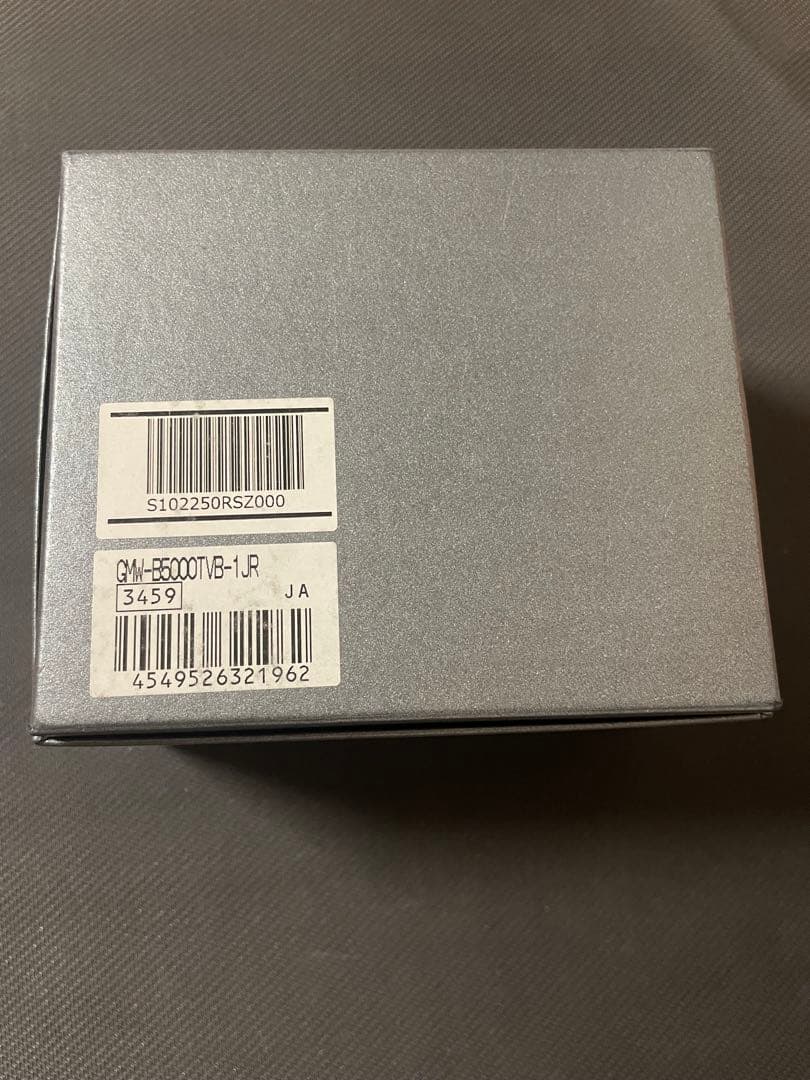 S102250RSZ000
GMW-B5000TVB-1JR
3459 JA
4549526321962